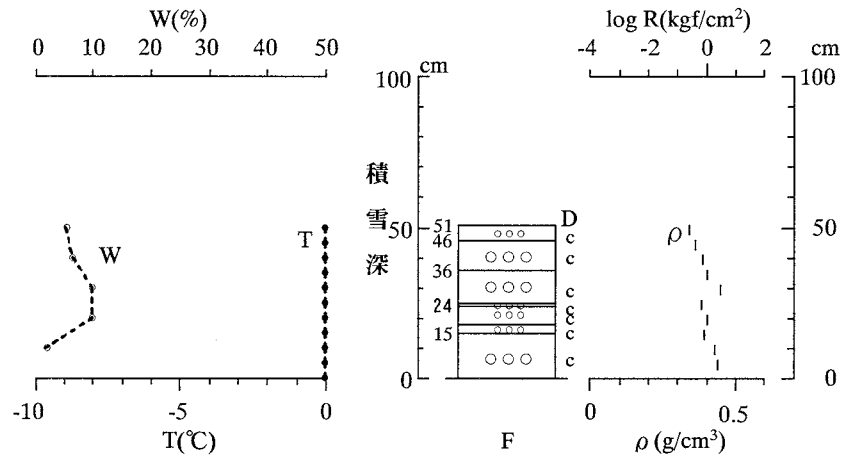 W(%)
0 10 20 30 40 50
log R(kgf/cm²)
-4 -2 0 2
cm
100
50
0
cm
100
50
0
積
雪
深
W
T
D
51
46
36
24
15
c
c
c
c
c
c
ρ
-10 -5 0
T(℃)
F
0 0.5
ρ (g/cm³)